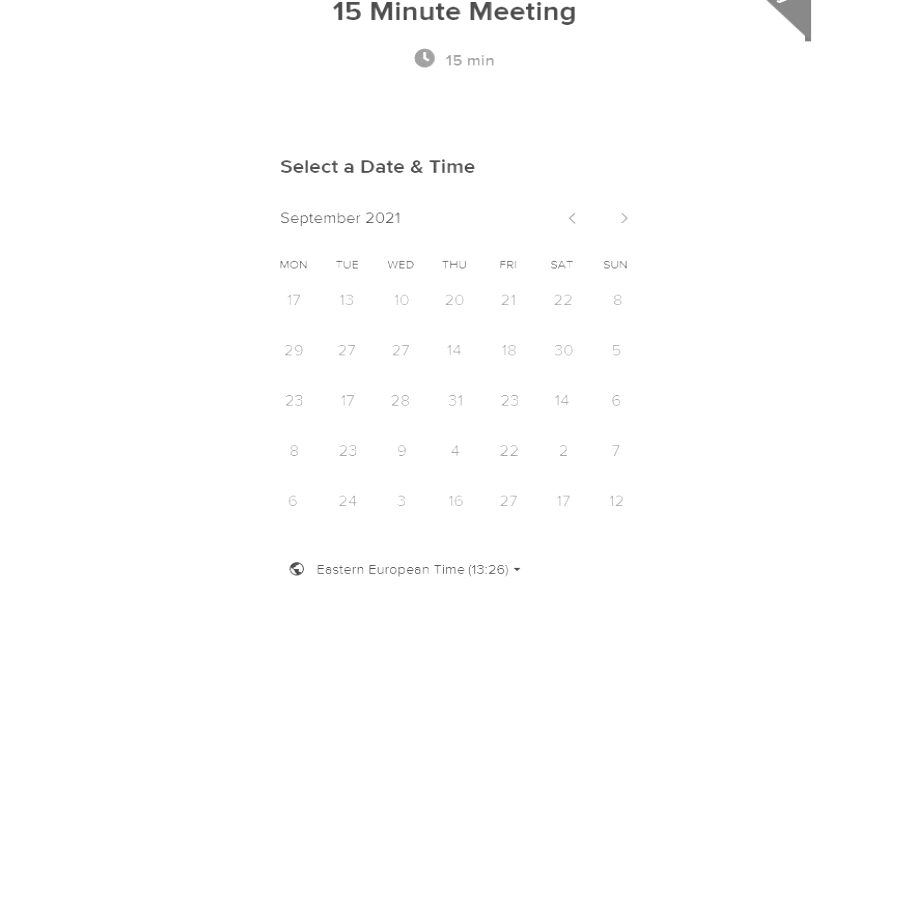 15 Minute Meeting
15 min
Select a Date & Time
September 2021
MON TUE WED THU FRI SAT SUN
17 13 10 20 21 22 8
29 27 27 14 18 30 5
23 17 28 31 23 14 6
8 23 9 4 22 2 7
6 24 3 16 27 17 12
Eastern European Time (13:26)